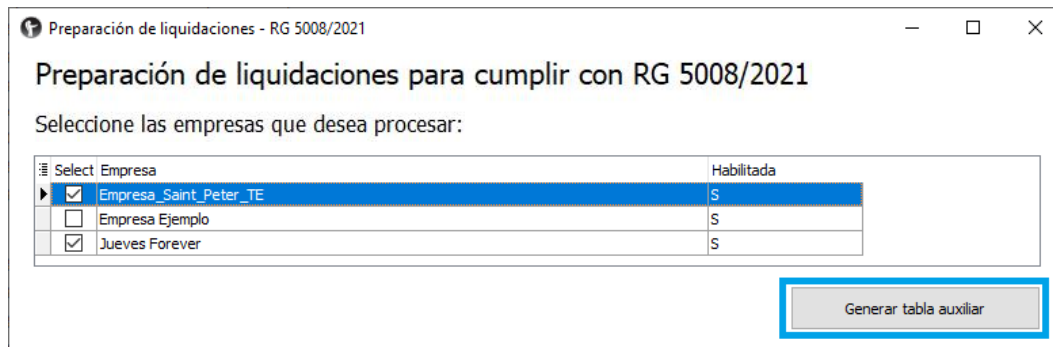 Preparación de liquidaciones - RG 5008/2021
Preparación de liquidaciones para cumplir con RG 5008/2021
Seleccione las empresas que desea procesar:
Select Empresa Habilitada
Empresa_Saint_Peter_TE S
Empresa Ejemplo S
Jueves Forever S
Generar tabla auxiliar